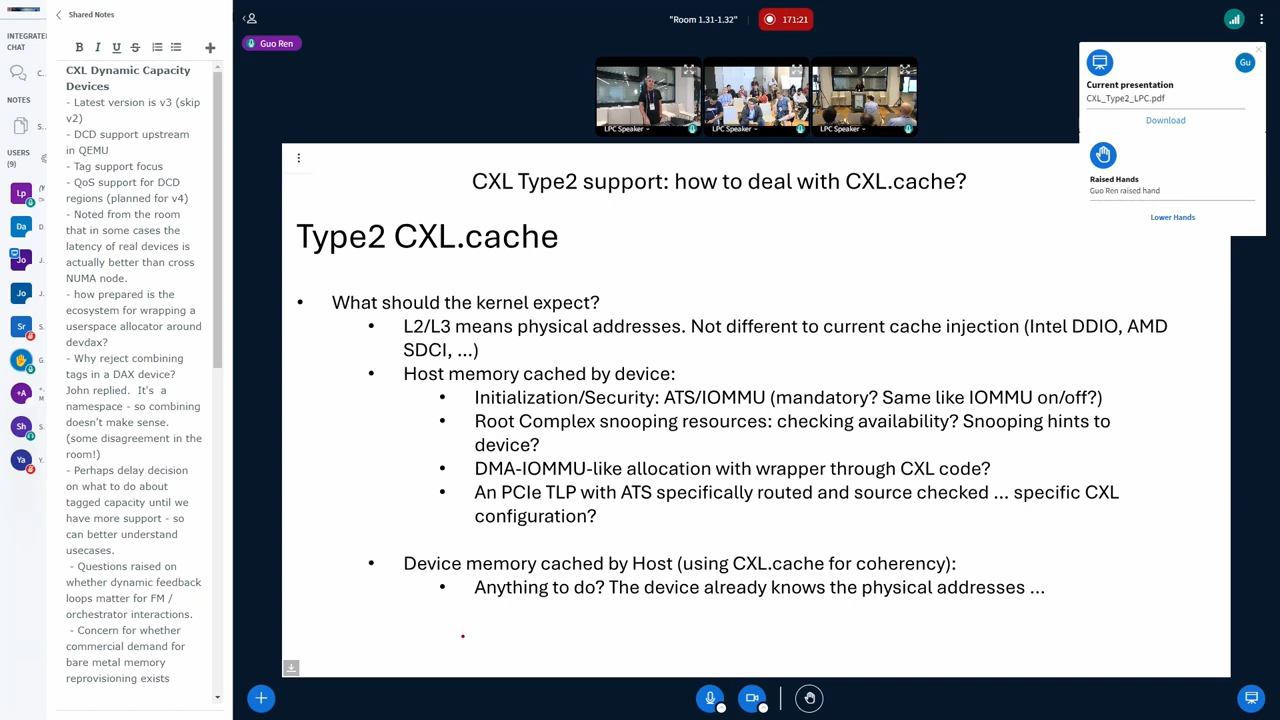 Shared Notes
INTEGRATE
CHAT
C..
NOTES
S..
USERS
(9)
B I U S
CXL Dynamic Capacity
Devices
- Latest version is v3 (skip
v2)
- DCD support upstream
in QEMU
- Tag support focus
- QoS support for DCD
regions (planned for v4)
- Noted from the room
that in some cases the
latency of real devices is
actually better than cross
NUMA node.
- how prepared is the
ecosystem for wrapping a
userspace allocator around
devdax?
- Why reject combining
tags in a DAX device?
John replied. It's a
namespace - so combining
doesn't make sense.
(some disagreement in the
room!)
- Perhaps delay decision
on what to do about
tagged capacity until we
have more support - so
can better understand
usecases.
- Questions raised on
whether dynamic feedback
loops matter for FM /
orchestrator interactions.
- Concern for whether
commercial demand for
bare metal memory
reprovisioning exists
Lp
Da
D.
Jo
J.
Jo
J.
Sr
S.
G.
+A
Sh
S.
Ya
"Room 1.31-1.32"
171:21
Guo Ren
LPC Speaker
LPC Speaker
LPC Speaker
Current presentation
CXL_Type2_LPC.pdf
Gu
Download
Raised Hands
Guo Ren raised hand
Lower Hands
CXL Type2 support: how to deal with CXL.cache?
Type2 CXL.cache
• What should the kernel expect?
• L2/L3 means physical addresses. Not different to current cache injection (Intel DDIO, AMD
SDCI, ...)
• Host memory cached by device:
• Initialization/Security: ATS/IOMMU (mandatory? Same like IOMMU on/off?)
• Root Complex snooping resources: checking availability? Snooping hints to
device?
• DMA-IOMMU-like allocation with wrapper through CXL code?
• An PCIe TLP with ATS specifically routed and source checked ... specific CXL
configuration?
• Device memory cached by Host (using CXL.cache for coherency):
• Anything to do? The device already knows the physical addresses ...